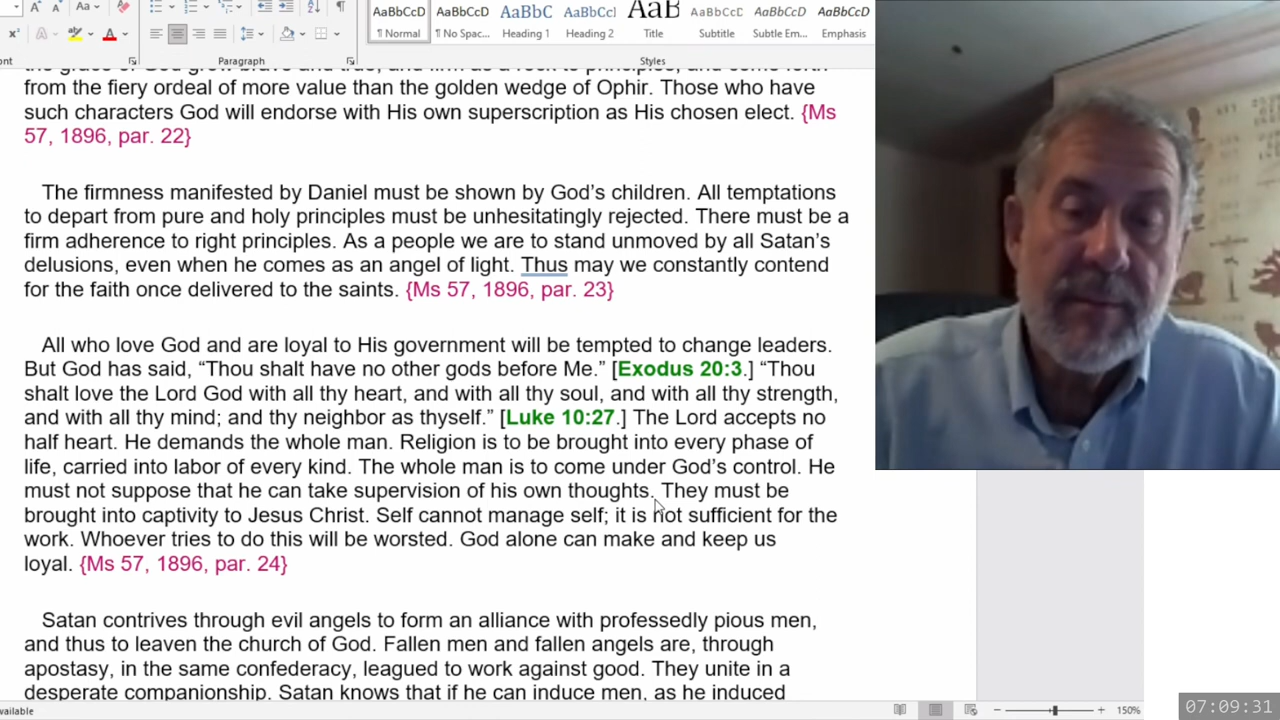 AaBbCcD AaBbCcD AaBbC AaBbCcl AaB AaBbCcD AaBbCcD AaBbCcD
¶ Normal ¶ No Spac... Heading 1 Heading 2 Title Subtitle Subtle Em... Emphasis
Paragraph Styles
from the fiery ordeal of more value than the golden wedge of Ophir. Those who have
such characters God will endorse with His own superscription as His chosen elect. {Ms
57, 1896, par. 22}
The firmness manifested by Daniel must be shown by God’s children. All temptations
to depart from pure and holy principles must be unhesitatingly rejected. There must be a
firm adherence to right principles. As a people we are to stand unmoved by all Satan’s
delusions, even when he comes as an angel of light. Thus may we constantly contend
for the faith once delivered to the saints. {Ms 57, 1896, par. 23}
All who love God and are loyal to His government will be tempted to change leaders.
But God has said, “Thou shalt have no other gods before Me.” [Exodus 20:3.] “Thou
shalt love the Lord God with all thy heart, and with all thy soul, and with all thy strength,
and with all thy mind; and thy neighbor as thyself.” [Luke 10:27.] The Lord accepts no
half heart. He demands the whole man. Religion is to be brought into every phase of
life, carried into labor of every kind. The whole man is to come under God’s control. He
must not suppose that he can take supervision of his own thoughts. They must be
brought into captivity to Jesus Christ. Self cannot manage self; it is not sufficient for the
work. Whoever tries to do this will be worsted. God alone can make and keep us
loyal. {Ms 57, 1896, par. 24}
Satan contrives through evil angels to form an alliance with professedly pious men,
and thus to leaven the church of God. Fallen men and fallen angels are, through
apostasy, in the same confederacy, leagued to work against good. They unite in a
desperate companionship. Satan knows that if he can induce men, as he induced
150%
07:09:31